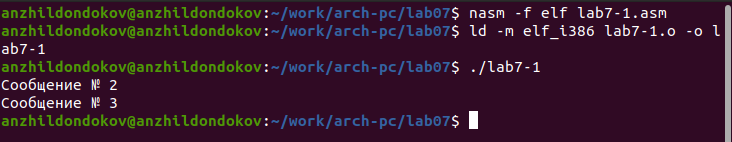 anzhildondokov@anzhildondokov:~/work/arch-pc/lab07$ nasm -f elf lab7-1.asm
anzhildondokov@anzhildondokov:~/work/arch-pc/lab07$ ld -m elf_i386 lab7-1.o -o l
ab7-1
anzhildondokov@anzhildondokov:~/work/arch-pc/lab07$ ./lab7-1
Сообщение № 2
Сообщение № 3
anzhildondokov@anzhildondokov:~/work/arch-pc/lab07$